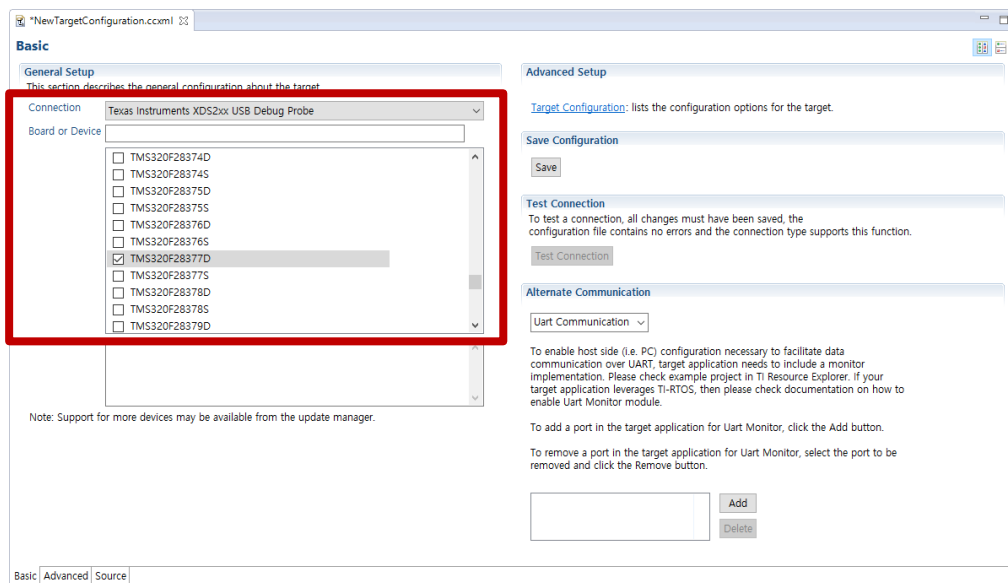 *NewTargetConfiguration.ccxml
Basic
General Setup
This section describes the general configuration about the target.
Connection
Texas Instruments XDS2xx USB Debug Probe
Board or Device
TMS320F28374D
TMS320F28374S
TMS320F28375D
TMS320F28375S
TMS320F28376D
TMS320F28376S
TMS320F28377D
TMS320F28377S
TMS320F28378D
TMS320F28378S
TMS320F28379D
Note: Support for more devices may be available from the update manager.
Advanced Setup
Target Configuration: lists the configuration options for the target.
Save Configuration
Save
Test Connection
To test a connection, all changes must have been saved, the
configuration file contains no errors and the connection type supports this function.
Test Connection
Alternate Communication
Uart Communication
To enable host side (i.e. PC) configuration necessary to facilitate data
communication over UART, target application needs to include a monitor
implementation. Please check example project in TI Resource Explorer. If your
target application leverages TI-RTOS, then please check documentation on how to
enable Uart Monitor module.
To add a port in the target application for Uart Monitor, click the Add button.
To remove a port in the target application for Uart Monitor, select the port to be
removed and click the Remove button.
Add
Delete
Basic Advanced Source